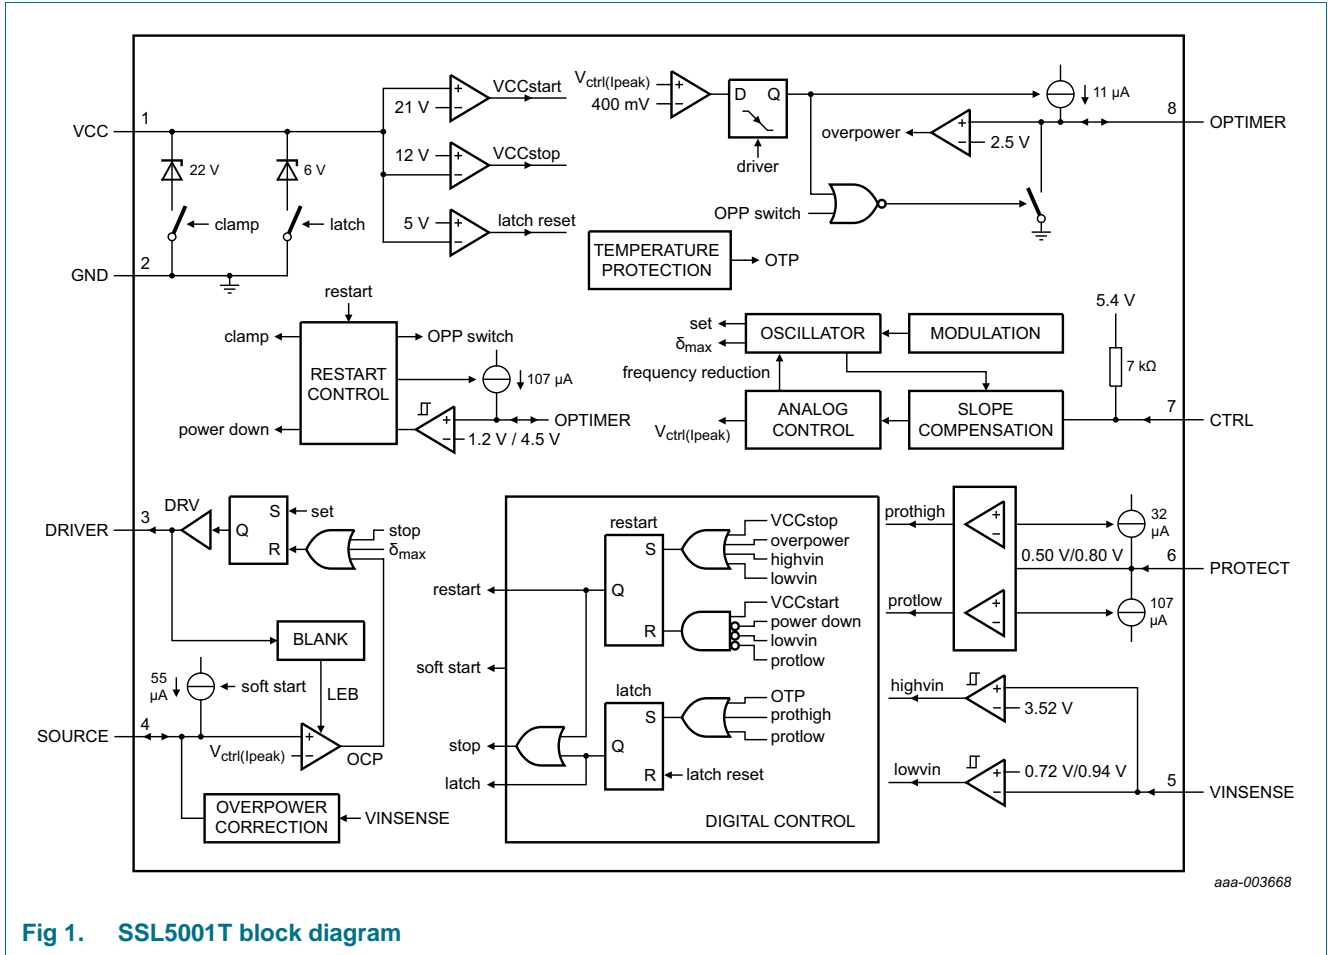 VCC
1
22 V
clamp
6 V
latch
GND
2
21 V
+
−
VCCstart
12 V
+
−
VCCstop
5 V
+
−
latch reset
Vctrl(Ipeak)
400 mV
+
−
D Q
driver
11 µA
8
OPTIMER
overpower
+
−
2.5 V
OPP switch
TEMPERATURE
PROTECTION
OTP
restart
clamp
RESTART
CONTROL
OPP switch
107 µA
power down
+
−
1.2 V / 4.5 V
OPTIMER
5.4 V
7 kΩ
set
δmax
OSCILLATOR
MODULATION
frequency reduction
ANALOG
CONTROL
SLOPE
COMPENSATION
Vctrl(Ipeak)
7
CTRL
DRIVER
3
DRV
Q
S
R
set
stop
δmax
BLANK
LEB
55
µA
soft start
SOURCE
4
Vctrl(Ipeak)
+
−
OCP
OVERPOWER
CORRECTION
VINSENSE
restart
S
Q
R
VCCstop
overpower
highvin
lowvin
VCCstart
power down
lowvin
protlow
restart
soft start
latch
S
Q
R
OTP
prothigh
protlow
latch reset
stop
latch
DIGITAL CONTROL
prothigh
+
−
32
µA
0.50 V/0.80 V
6
PROTECT
protlow
+
−
107
µA
highvin
+
−
3.52 V
lowvin
+
−
0.72 V/0.94 V
5
VINSENSE
aaa-003668
Fig 1. SSL5001T block diagram